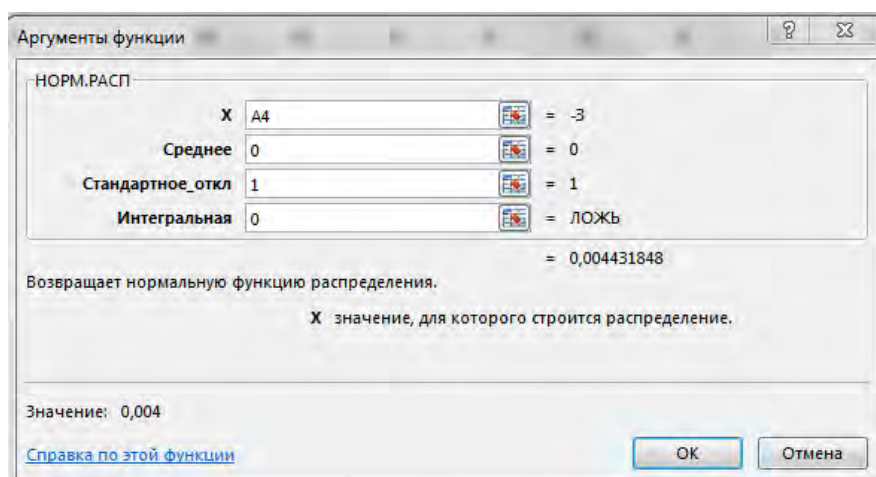 Аргументы функции
НОРМ.РАСП
X A4 = -3
Среднее 0 = 0
Стандартное_откл 1 = 1
Интегральная 0 = ЛОЖЬ
= 0,004431848
Возвращает нормальную функцию распределения.
X значение, для которого строится распределение.
Значение: 0,004
Справка по этой функции OK Отмена